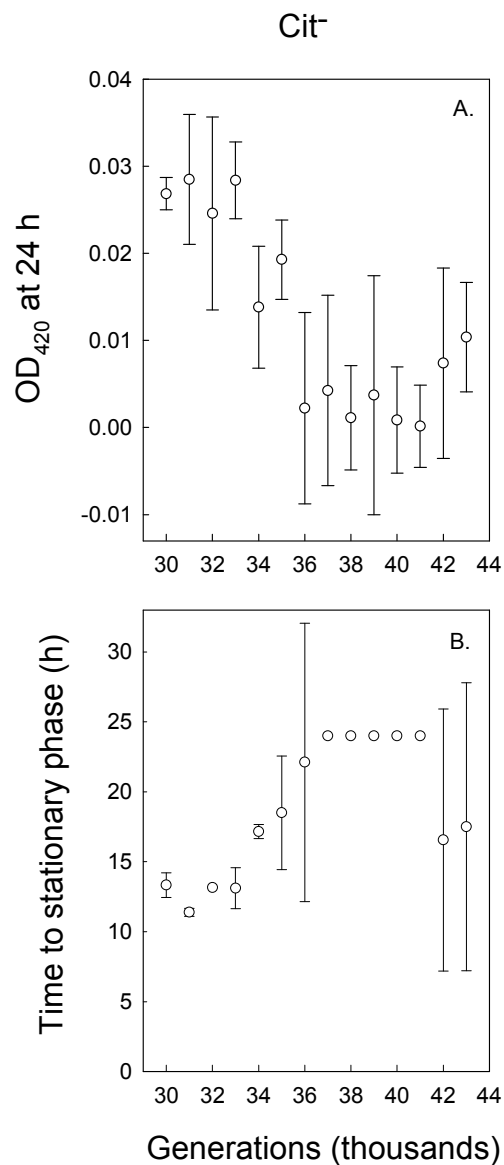 Cit⁻
A.
OD₄₂₀ at 24 h
0.04
0.03
0.02
0.01
0.00
-0.01
30 32 34 36 38 40 42 44
B.
Time to stationary phase (h)
30
25
20
15
10
5
0
30 32 34 36 38 40 42 44
Generations (thousands)